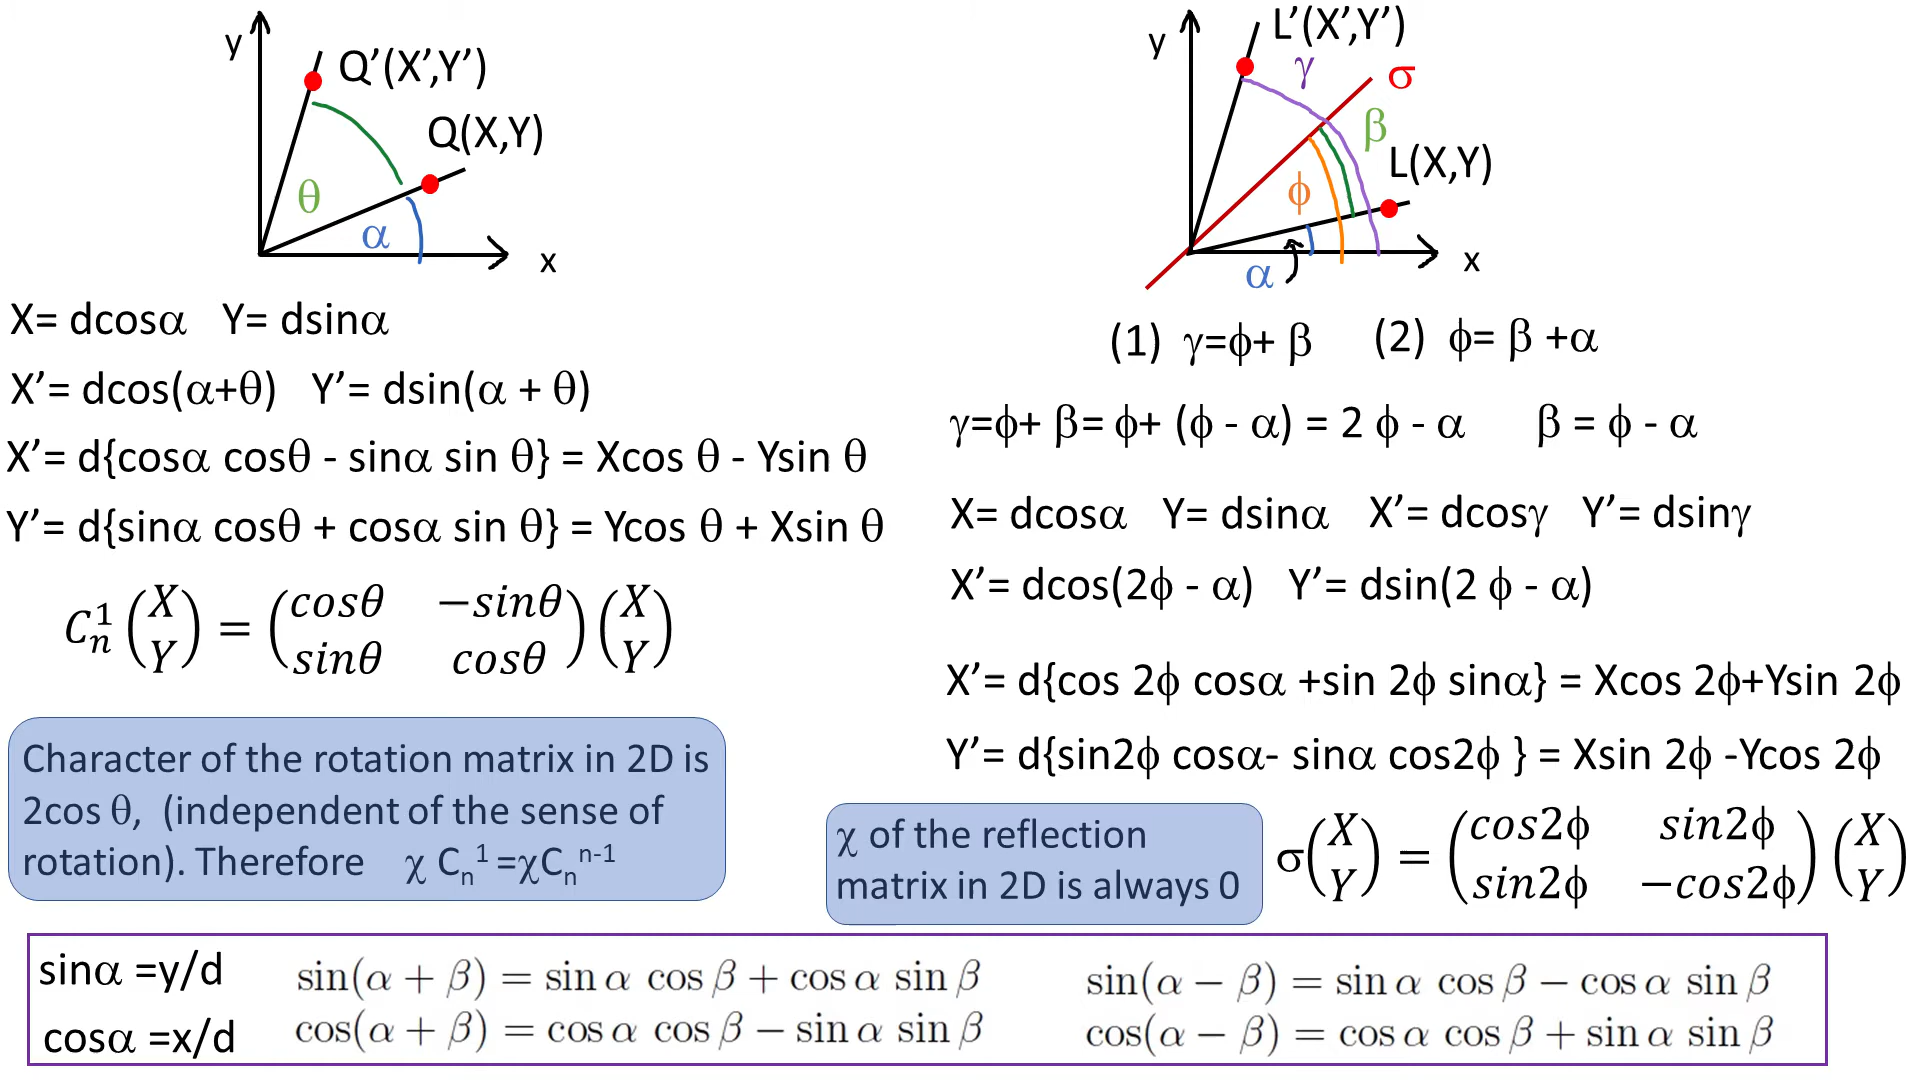 y
Q’(X’,Y’)
Q(X,Y)
θ
α
x
X= dcosα Y= dsinα
X’= dcos(α+θ) Y’= dsin(α + θ)
X’= d{cosα cosθ - sinα sin θ} = Xcos θ - Ysin θ
Y’= d{sinα cosθ + cosα sin θ} = Ycos θ + Xsin θ
C_n^1 (X Y) = (cosθ −sinθ sinθ cosθ) (X Y)
Character of the rotation matrix in 2D is
2cos θ, (independent of the sense of
rotation). Therefore χ C_n^1 =χC_n^{n-1}
L’(X’,Y’)
y
γ
σ
β
L(X,Y)
ϕ
α
x
(1) γ=ϕ+ β (2) ϕ= β +α
γ=ϕ+ β= ϕ+ (ϕ - α) = 2 ϕ - α β = ϕ - α
X= dcosα Y= dsinα X’= dcosγ Y’= dsinγ
X’= dcos(2ϕ - α) Y’= dsin(2 ϕ - α)
X’= d{cos 2ϕ cosα +sin 2ϕ sinα} = Xcos 2ϕ+Ysin 2ϕ
Y’= d{sin2ϕ cosα- sinα cos2ϕ } = Xsin 2ϕ -Ycos 2ϕ
χ of the reflection
matrix in 2D is always 0
σ(X Y) = (cos2ϕ sin2ϕ sin2ϕ −cos2ϕ) (X Y)
sinα =y/d
cosα =x/d
sin(α + β) = sin α cos β + cos α sin β
cos(α + β) = cos α cos β − sin α sin β
sin(α − β) = sin α cos β − cos α sin β
cos(α − β) = cos α cos β + sin α sin β